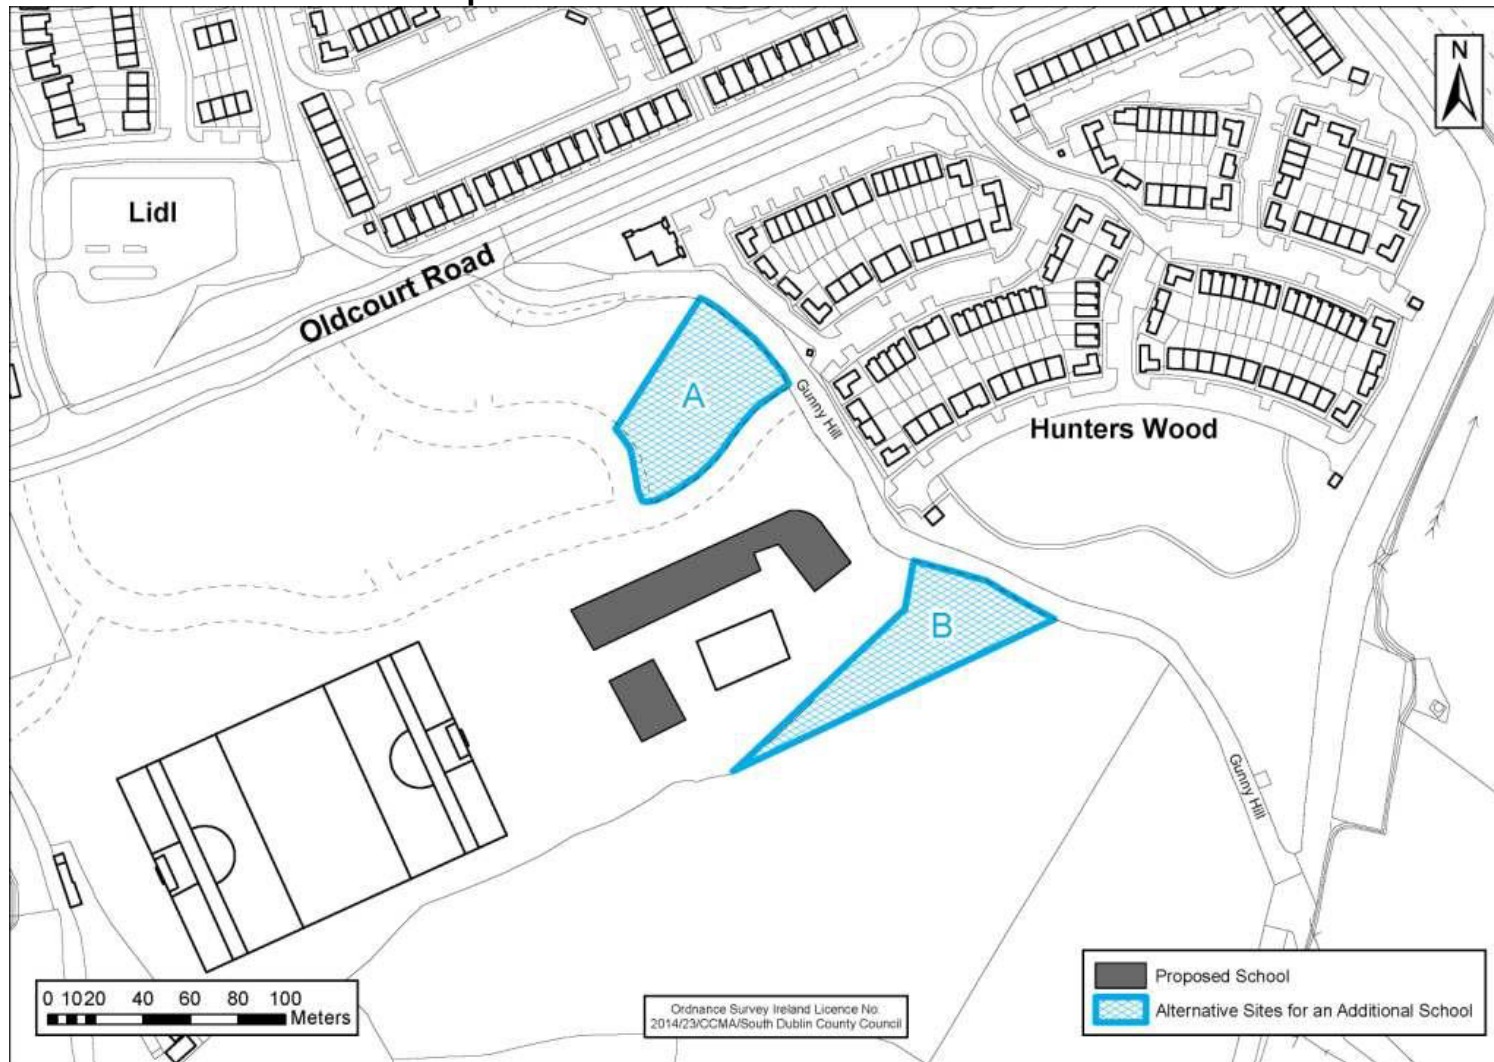 N
Lidl
Oldcourt Road
A
Gunny Hill
Hunters Wood
B
Gunny Hill
0 10 20 40 60 80 100
Meters
Ordnance Survey Ireland Licence No.
2014/23/CCMA/South Dublin County Council
Proposed School
Alternative Sites for an Additional School